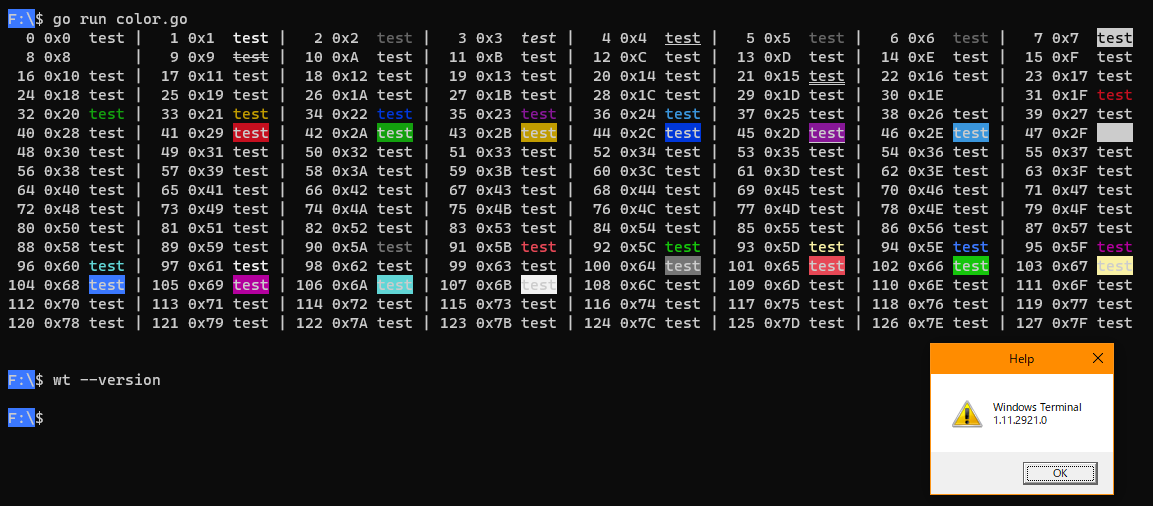 F:\$ go run color.go
0 0x0 test | 1 0x1 test | 2 0x2 test | 3 0x3 test | 4 0x4 test | 5 0x5 test | 6 0x6 test | 7 0x7 test
8 0x8 | 9 0x9 test | 10 0xA test | 11 0xB test | 12 0xC test | 13 0xD test | 14 0xE test | 15 0xF test
16 0x10 test | 17 0x11 test | 18 0x12 test | 19 0x13 test | 20 0x14 test | 21 0x15 test | 22 0x16 test | 23 0x17 test
24 0x18 test | 25 0x19 test | 26 0x1A test | 27 0x1B test | 28 0x1C test | 29 0x1D test | 30 0x1E | 31 0x1F test
32 0x20 test | 33 0x21 test | 34 0x22 test | 35 0x23 test | 36 0x24 test | 37 0x25 test | 38 0x26 test | 39 0x27 test
40 0x28 test | 41 0x29 test | 42 0x2A test | 43 0x2B test | 44 0x2C test | 45 0x2D test | 46 0x2E test | 47 0x2F
48 0x30 test | 49 0x31 test | 50 0x32 test | 51 0x33 test | 52 0x34 test | 53 0x35 test | 54 0x36 test | 55 0x37 test
56 0x38 test | 57 0x39 test | 58 0x3A test | 59 0x3B test | 60 0x3C test | 61 0x3D test | 62 0x3E test | 63 0x3F test
64 0x40 test | 65 0x41 test | 66 0x42 test | 67 0x43 test | 68 0x44 test | 69 0x45 test | 70 0x46 test | 71 0x47 test
72 0x48 test | 73 0x49 test | 74 0x4A test | 75 0x4B test | 76 0x4C test | 77 0x4D test | 78 0x4E test | 79 0x4F test
80 0x50 test | 81 0x51 test | 82 0x52 test | 83 0x53 test | 84 0x54 test | 85 0x55 test | 86 0x56 test | 87 0x57 test
88 0x58 test | 89 0x59 test | 90 0x5A test | 91 0x5B test | 92 0x5C test | 93 0x5D test | 94 0x5E test | 95 0x5F test
96 0x60 test | 97 0x61 test | 98 0x62 test | 99 0x63 test | 100 0x64 test | 101 0x65 test | 102 0x66 test | 103 0x67 test
104 0x68 test | 105 0x69 test | 106 0x6A test | 107 0x6B test | 108 0x6C test | 109 0x6D test | 110 0x6E test | 111 0x6F test
112 0x70 test | 113 0x71 test | 114 0x72 test | 115 0x73 test | 116 0x74 test | 117 0x75 test | 118 0x76 test | 119 0x77 test
120 0x78 test | 121 0x79 test | 122 0x7A test | 123 0x7B test | 124 0x7C test | 125 0x7D test | 126 0x7E test | 127 0x7F test
F:\$ wt --version
F:\$
Help
Windows Terminal
1.11.2921.0
OK